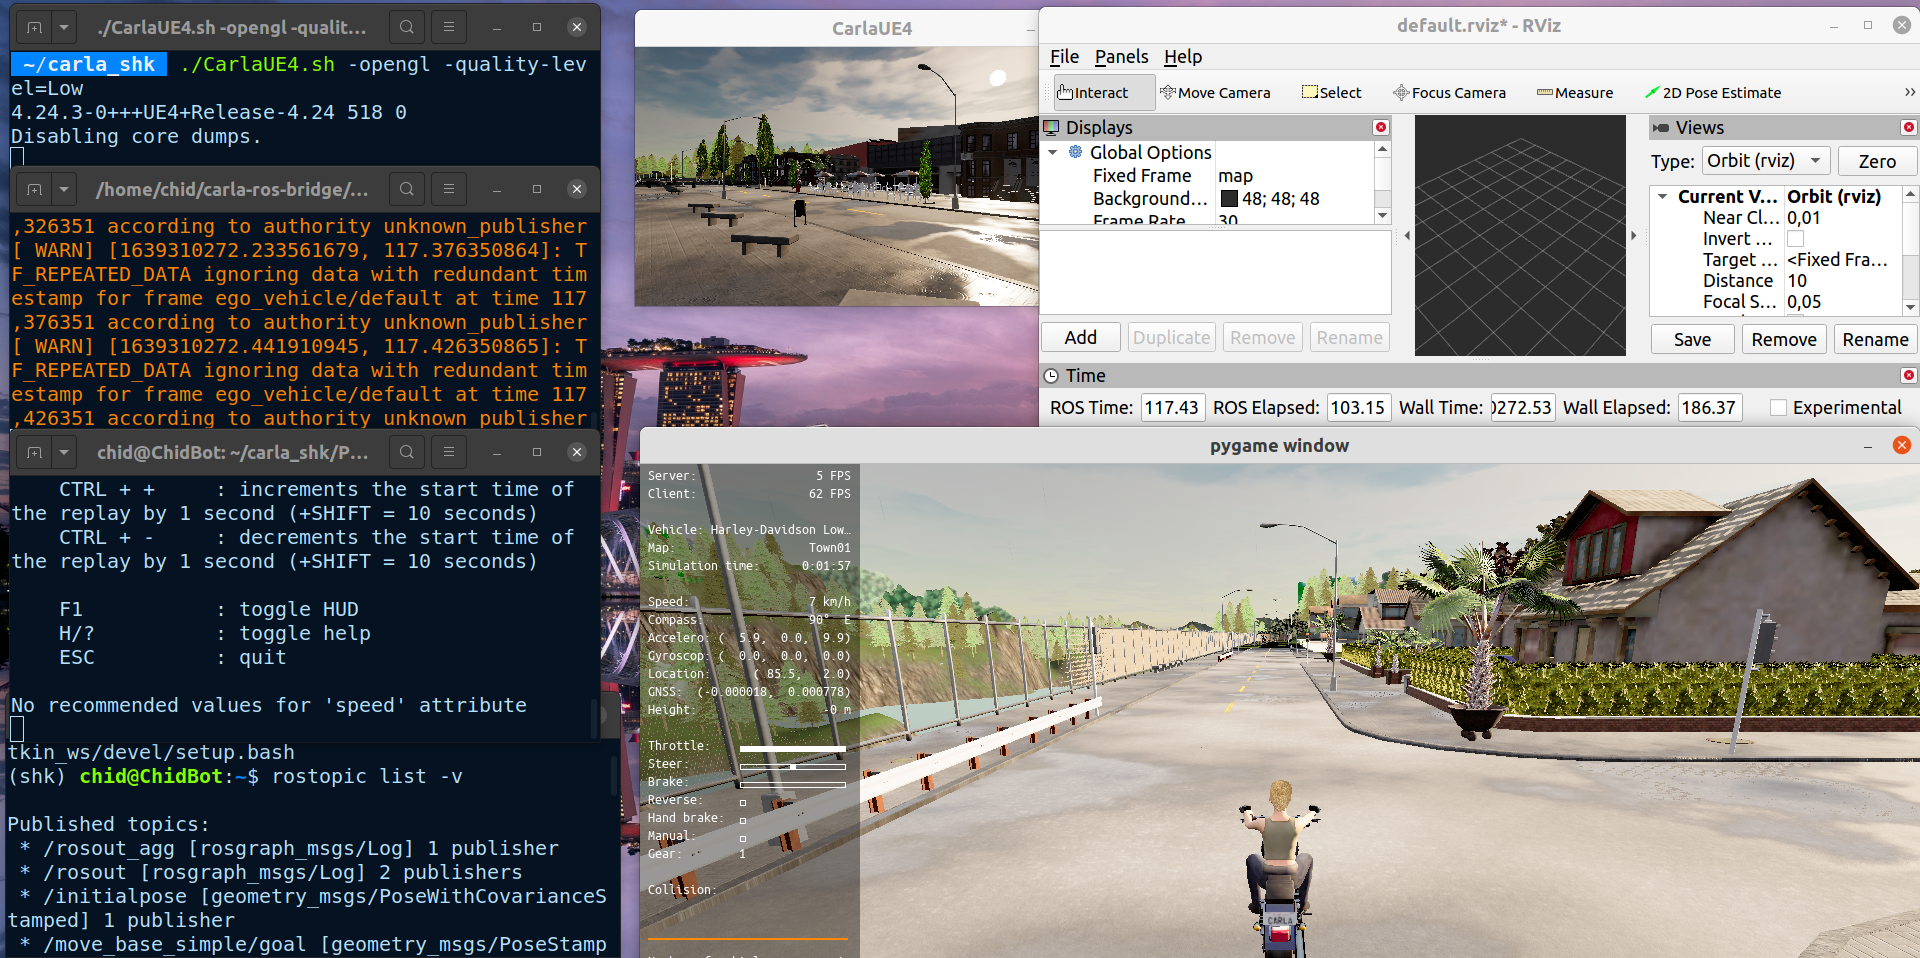 ./CarlaUE4.sh -opengl -qualit...
~/carla_shk ./CarlaUE4.sh -opengl -quality-lev
el=Low
4.24.3-0+++UE4+Release-4.24 518 0
Disabling core dumps.
/home/chid/carla-ros-bridge/...
,326351 according to authority unknown_publisher
[ WARN] [1639310272.233561679, 117.376350864]: T
F_REPEATED_DATA ignoring data with redundant tim
estamp for frame ego_vehicle/default at time 117
,376351 according to authority unknown_publisher
[ WARN] [1639310272.441910945, 117.426350865]: T
F_REPEATED_DATA ignoring data with redundant tim
estamp for frame ego_vehicle/default at time 117
,426351 according to authority unknown_publisher
chid@ChidBot: ~/carla_shk/P...
CTRL + + : increments the start time of
the replay by 1 second (+SHIFT = 10 seconds)
CTRL + - : decrements the start time of
the replay by 1 second (+SHIFT = 10 seconds)
F1 : toggle HUD
H/? : toggle help
ESC : quit
No recommended values for 'speed' attribute
tkin_ws/devel/setup.bash
(shk) chid@ChidBot:~$ rostopic list -v
Published topics:
* /rosout_agg [rosgraph_msgs/Log] 1 publisher
* /rosout [rosgraph_msgs/Log] 2 publishers
* /initialpose [geometry_msgs/PoseWithCovarianceS
tamped] 1 publisher
* /move_base_simple/goal [geometry_msgs/PoseStamp
CarlaUE4
default.rviz* - RViz
File Panels Help
Interact Move Camera Select Focus Camera Measure 2D Pose Estimate »
Displays
Global Options
Fixed Frame map
Background... 48; 48; 48
Frame Rate 30
Add Duplicate Remove Rename
Views
Type: Orbit (rviz) Zero
Current V... Orbit (rviz)
Near Cl... 0,01
Invert ...
Target ... <Fixed Fra...
Distance 10
Focal S... 0,05
Save Remove Rename
Time
ROS Time: 117.43 ROS Elapsed: 103.15 Wall Time: 0272.53 Wall Elapsed: 186.37 Experimental
pygame window
Server: 5 FPS
Client: 62 FPS
Vehicle: Harley-Davidson Low…
Map: Town01
Simulation time: 0:01:57
Speed: 7 km/h
Compass: 90° E
Accelero: ( 5.9, 0.0, 9.9)
Gyroscop: ( 0.0, 0.0, 0.0)
Location: ( 85.5, 2.0)
GNSS: (-0.000018, 0.000778)
Height: -0 m
Throttle:
Steer:
Brake:
Reverse:
Hand brake:
Manual:
Gear: 1
Collision:
CARLA